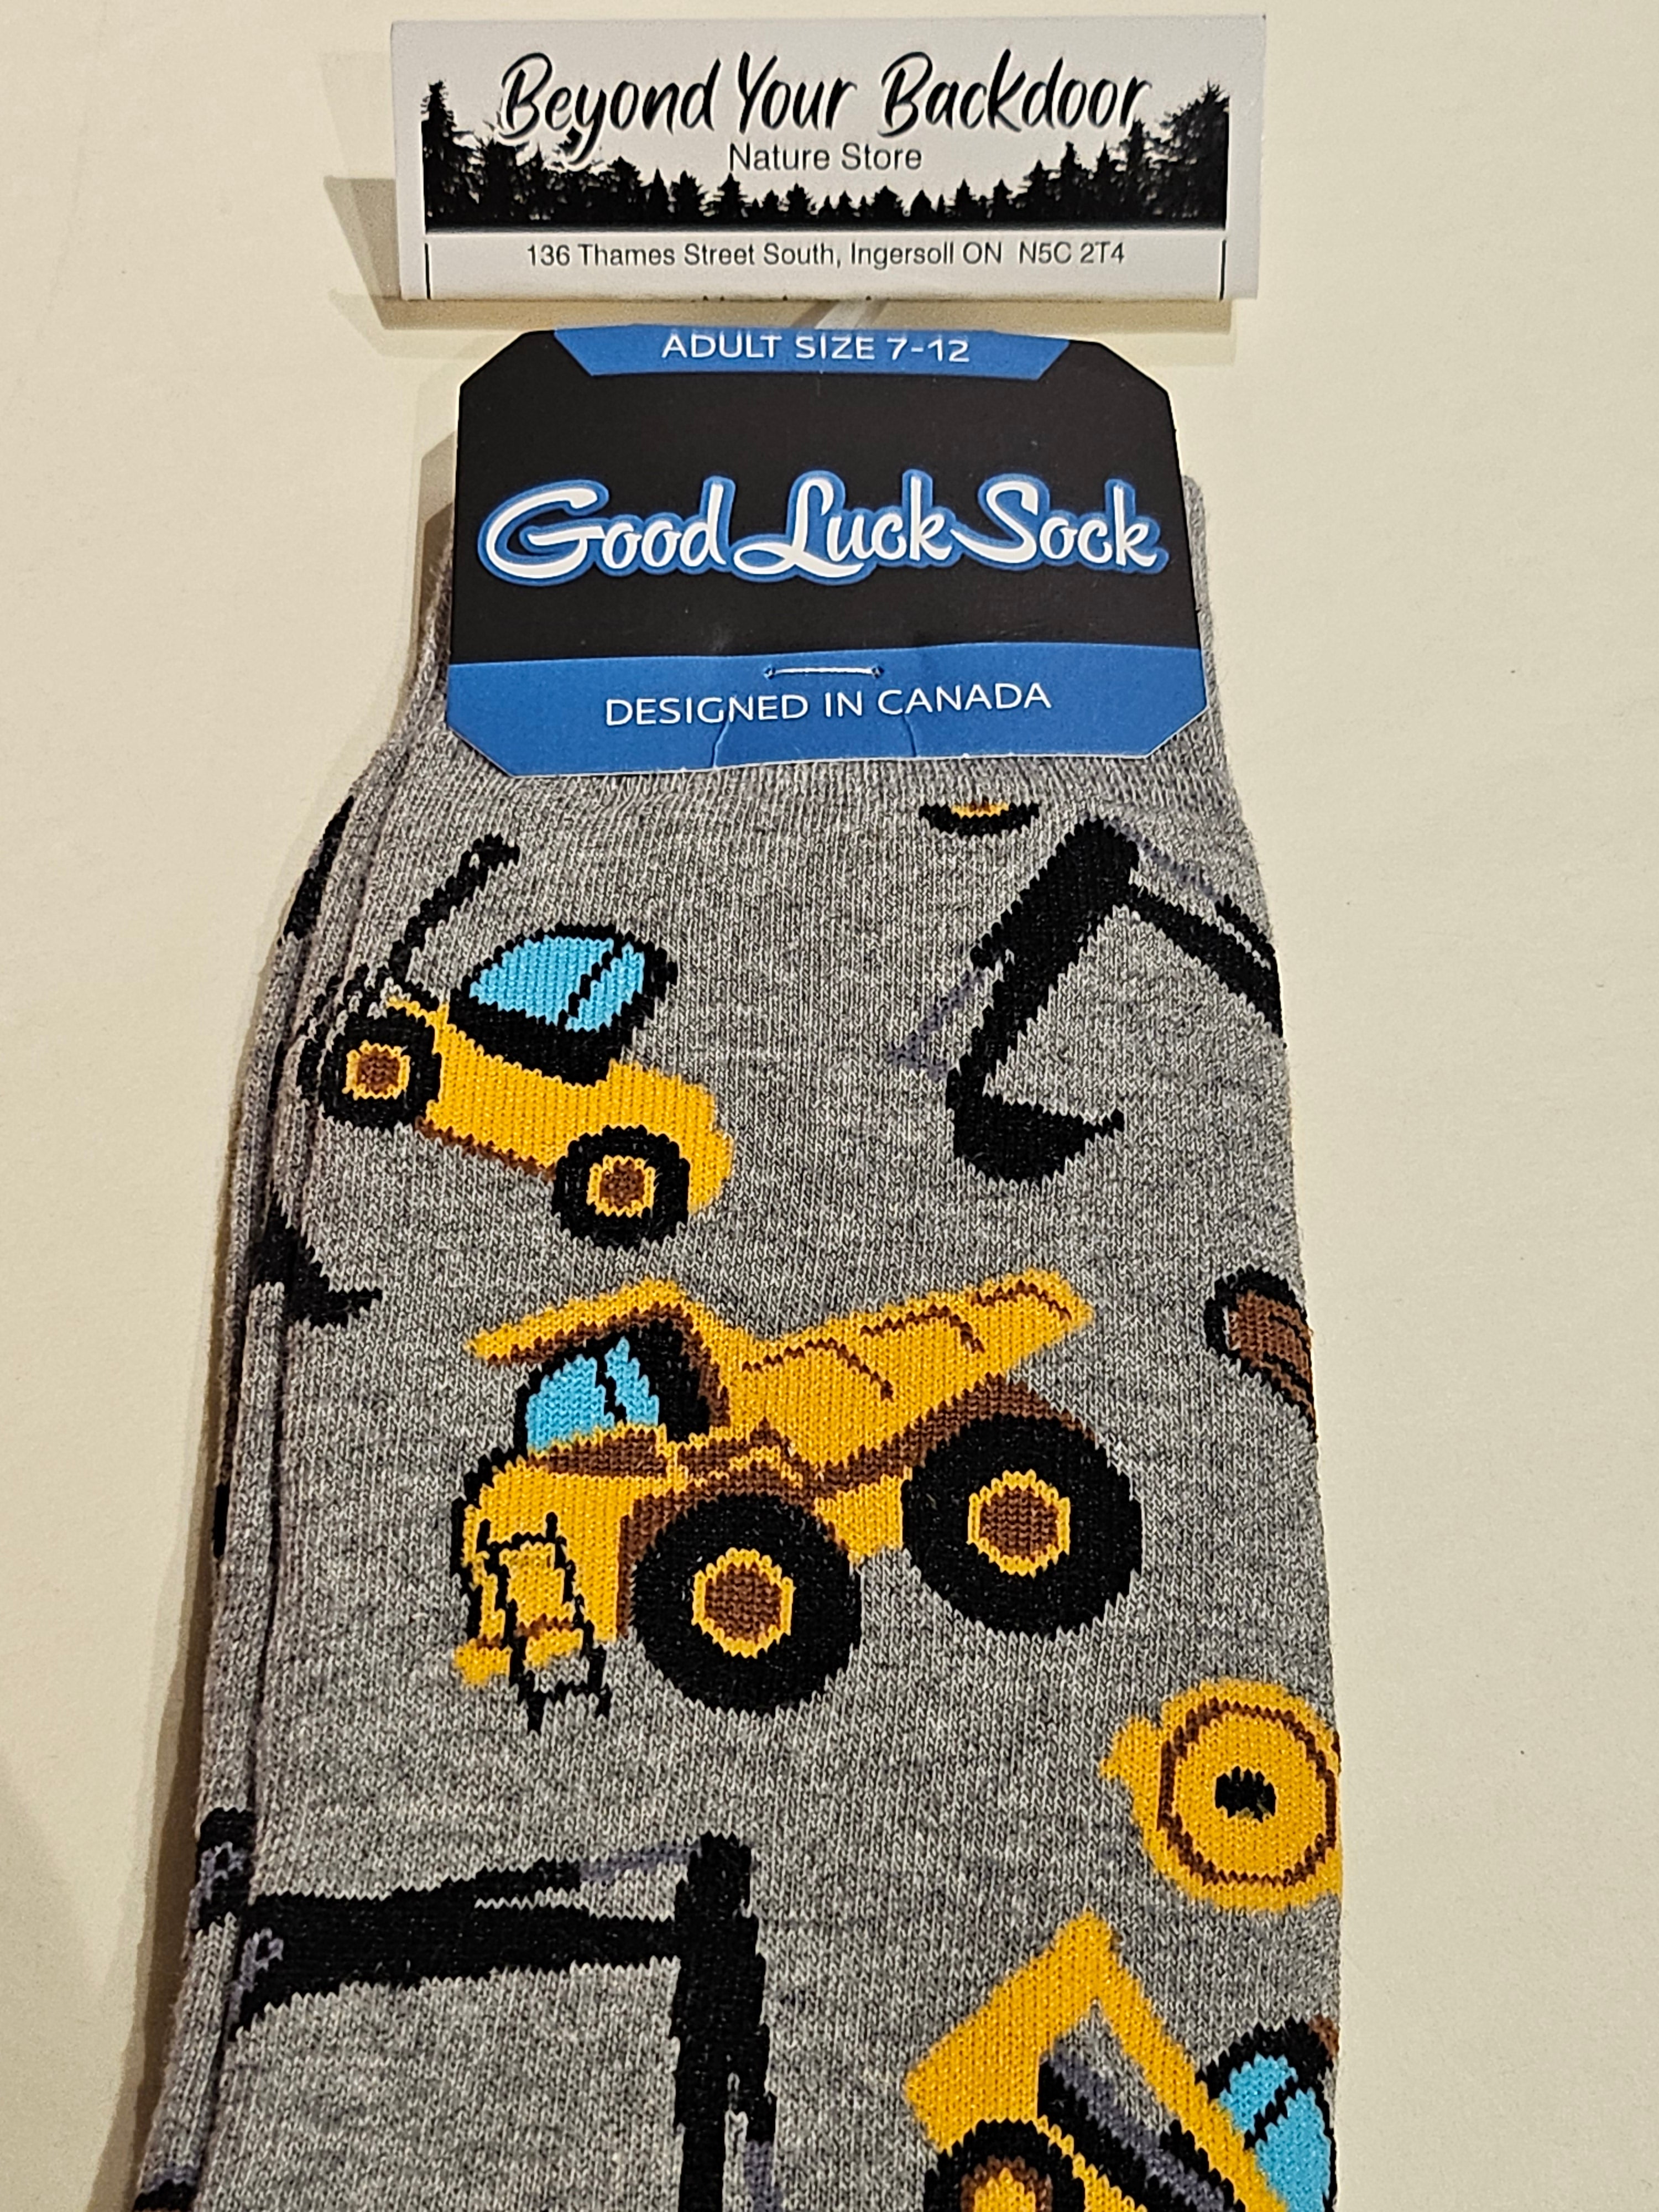 Beyond Your Backdoor
Nature Store
136 Thames Street South, Ingersoll ON N5C 2T4
ADULT SIZE 7-12
Good Luck Sock
DESIGNED IN CANADA